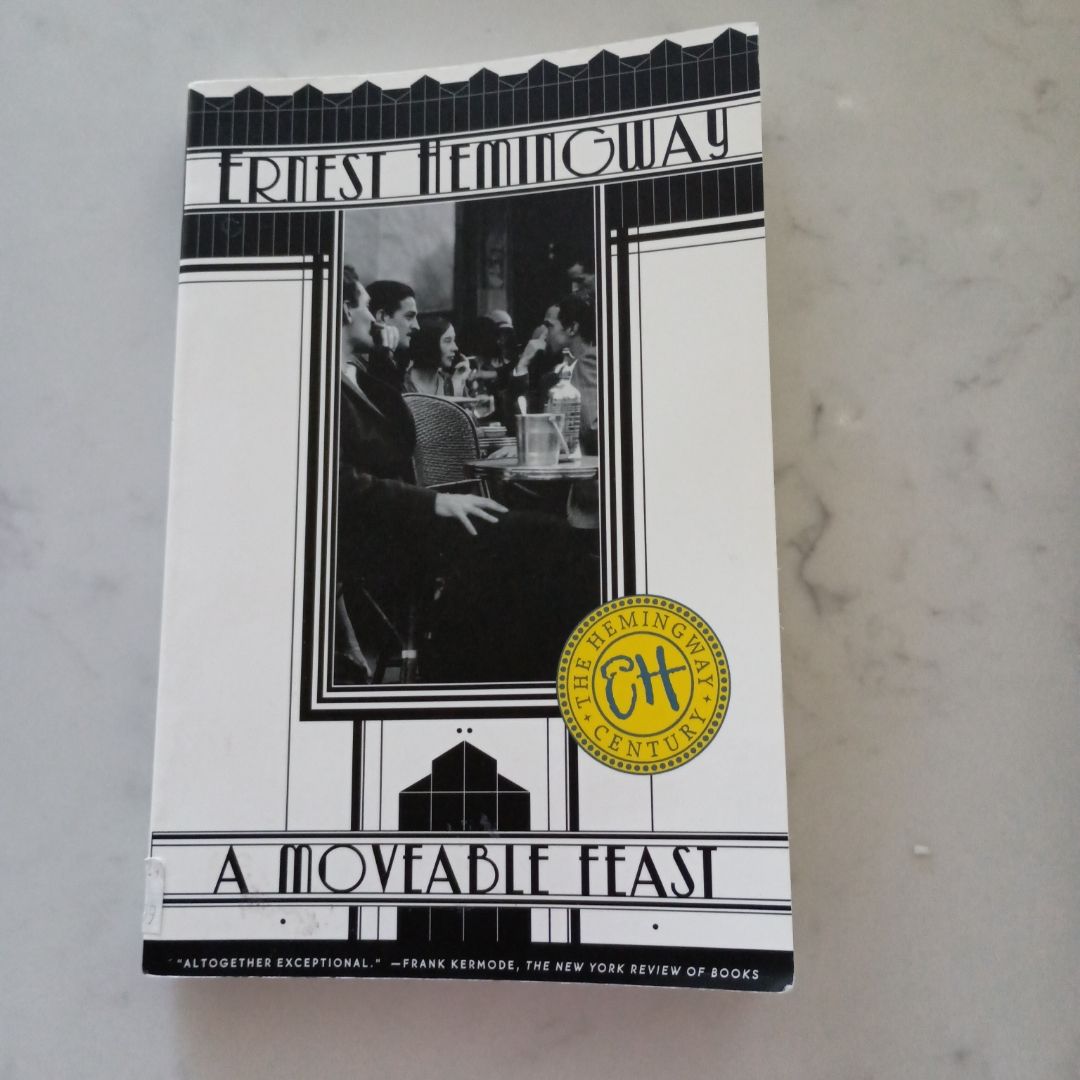 ERNEST HEMINGWAY
THE HEMINGWAY CENTURY
EH
A MOVEABLE FEAST
"ALTOGETHER EXCEPTIONAL." —FRANK KERMODE, THE NEW YORK REVIEW OF BOOKS